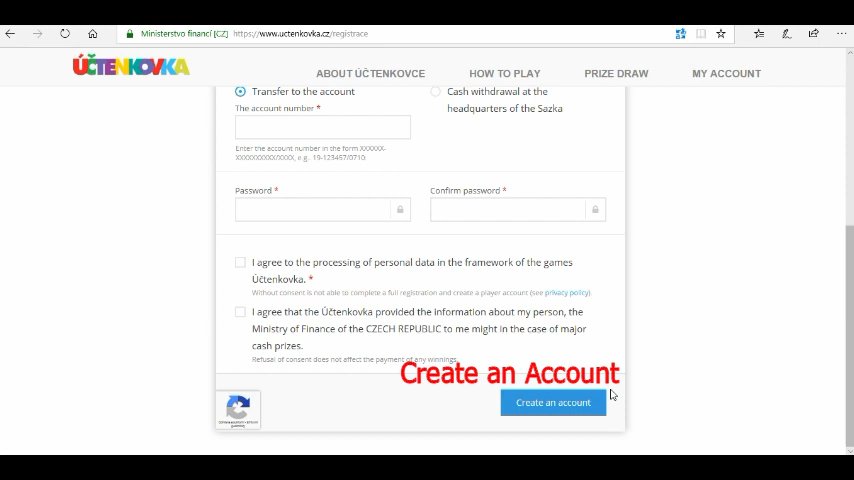 Ministerstvo financí [CZ] https://www.uctenkovka.cz/registrace
ÚČTENKOVKA
ABOUT ÚČTENKOVCE HOW TO PLAY PRIZE DRAW MY ACCOUNT
Transfer to the account
Cash withdrawal at the
headquarters of the Sazka
The account number *
Enter the account number in the form XXXXXX-
XXXXXXXXXX/XXXX, e.g., 19-123457/0710:
Password *
Confirm password *
I agree to the processing of personal data in the framework of the games
Účtenkovka. *
Without consent is not able to complete a full registration and create a player account (see privacy policy).
I agree that the Účtenkovka provided the information about my person, the
Ministry of Finance of the CZECH REPUBLIC to me might in the case of major
cash prizes.
Refusal of consent does not affect the payment of any winnings.
Create an Account
Create an account